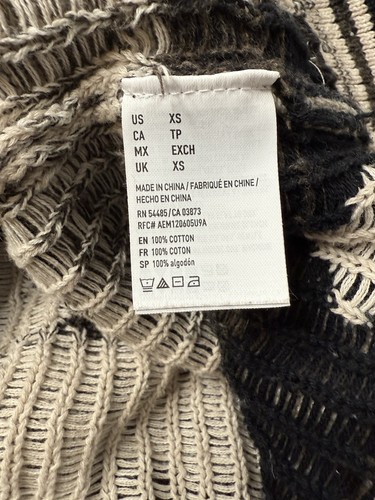 US XS
CA TP
MX EXCH
UK XS
MADE IN CHINA / FABRIQUÉ EN CHINE /
HECHO EN CHINA
RN 54485/CA 03873
RFC# AEM120605U9A
EN 100% COTTON
FR 100% COTON
SP 100% algodón